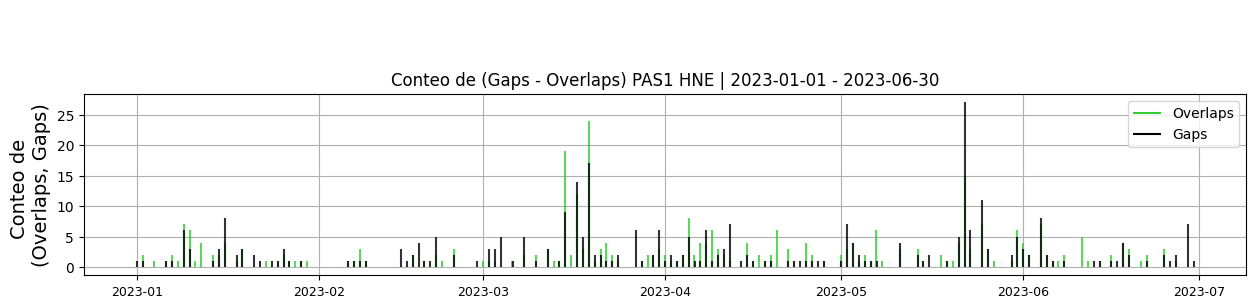 Conteo de (Gaps - Overlaps) PAS1 HNE | 2023-01-01 - 2023-06-30
Conteo de
(Overlaps, Gaps)
25
20
15
10
5
0
Overlaps
Gaps
2023-01
2023-02
2023-03
2023-04
2023-05
2023-06
2023-07